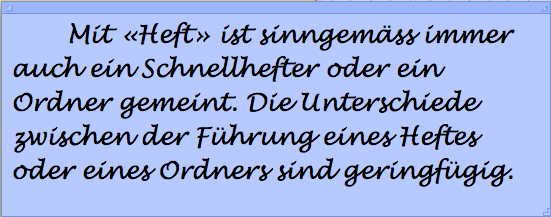 Mit «Heft» ist sinngemäss immer
auch ein Schnellhefter oder ein
Ordner gemeint. Die Unterschiede
zwischen der Führung eines Heftes
oder eines Ordners sind geringfügig.